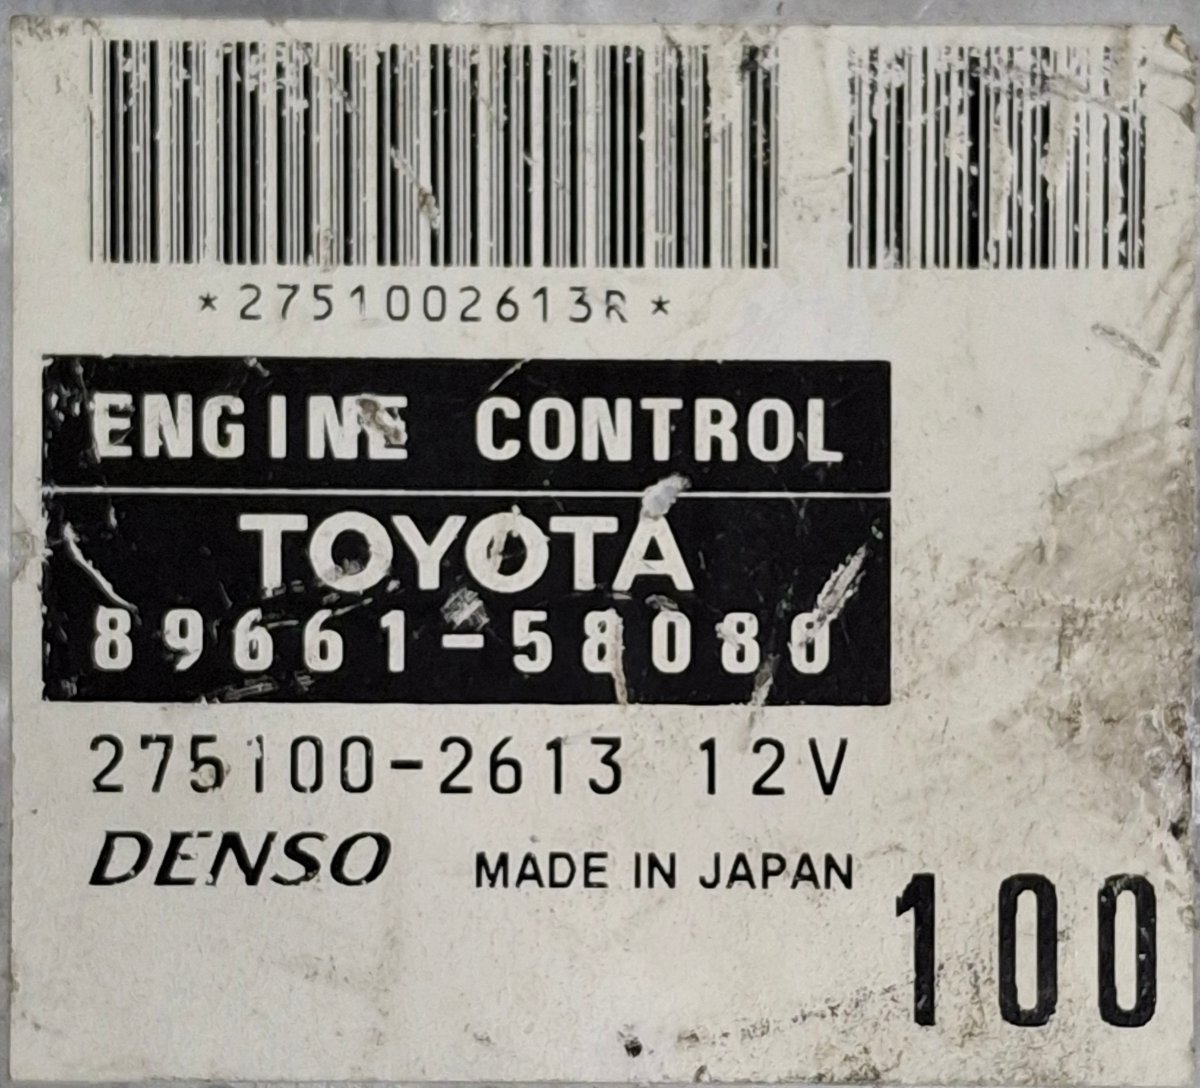 *2751002613R*
ENGINE CONTROL
TOYOTA
89661-58080
275100-2613 12V
DENSO MADE IN JAPAN
100